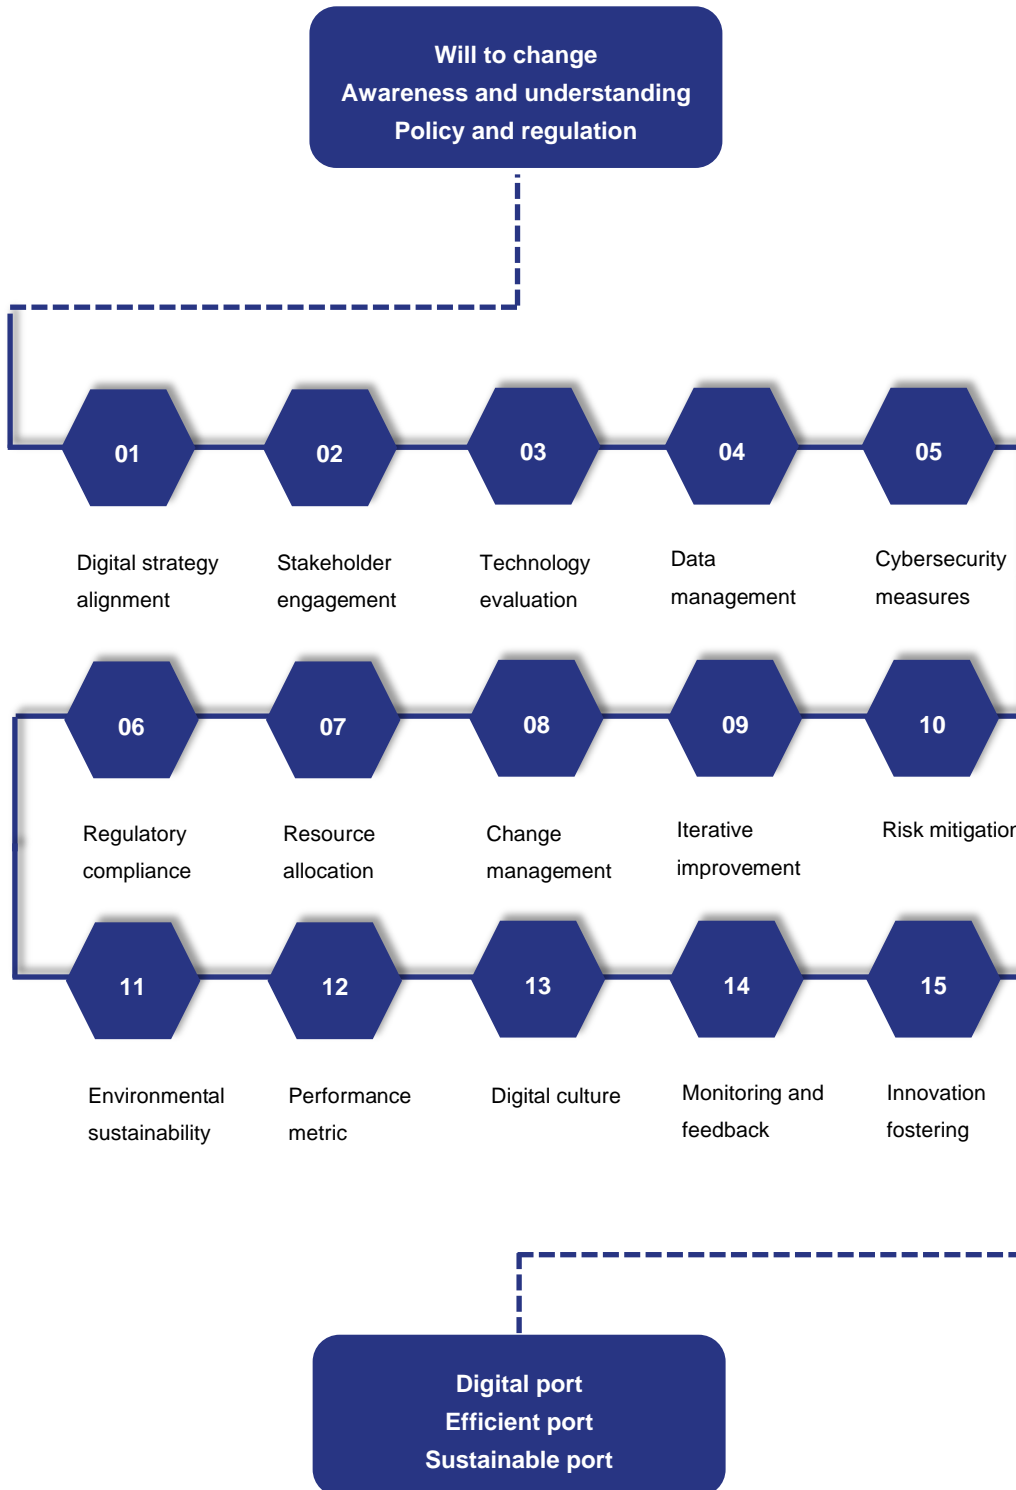 Will to change
Awareness and understanding
Policy and regulation
01
02
03
04
05
Digital strategy
alignment
Stakeholder
engagement
Technology
evaluation
Data
management
Cybersecurity
measures
06
07
08
09
10
Regulatory
compliance
Resource
allocation
Change
management
Iterative
improvement
Risk mitigation
11
12
13
14
15
Environmental
sustainability
Performance
metric
Digital culture
Monitoring and
feedback
Innovation
fostering
Digital port
Efficient port
Sustainable port